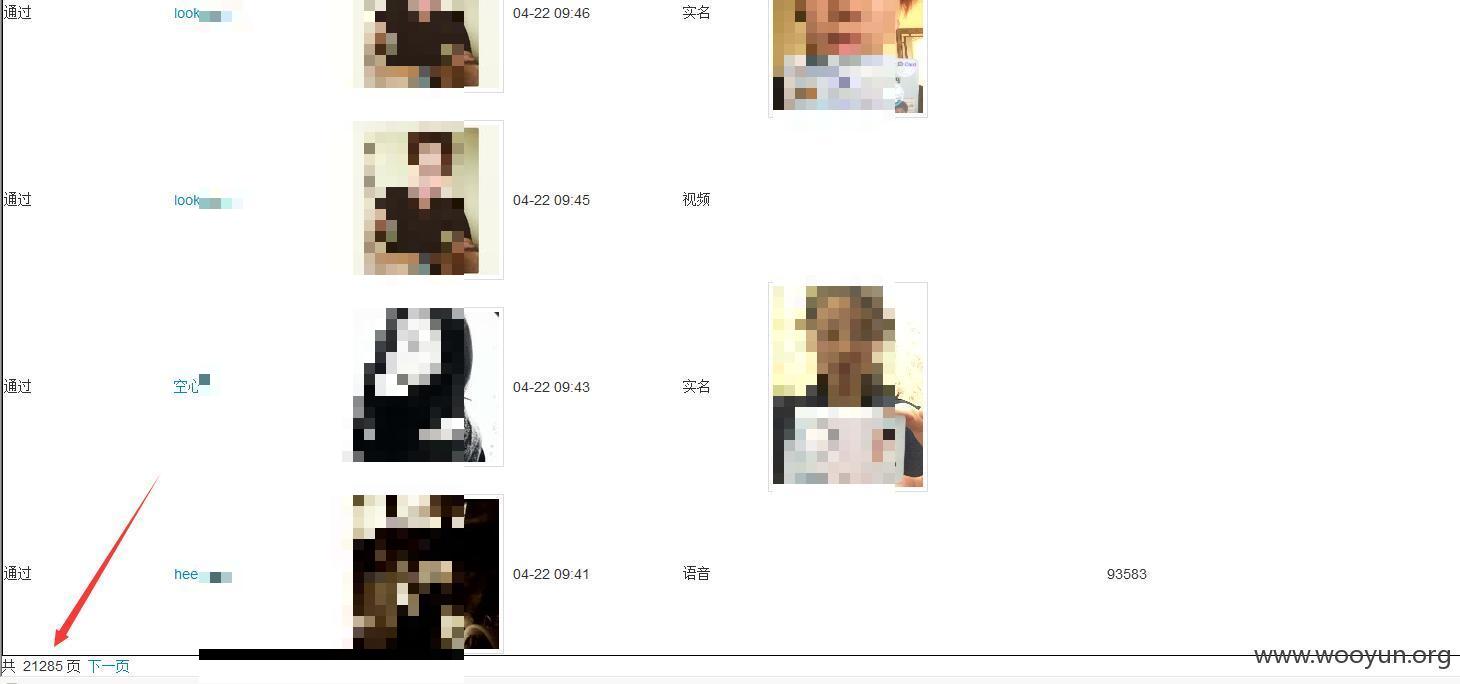 通过 look 04-22 09:46 实名
通过 look 04-22 09:45 视频
通过 空心 04-22 09:43 实名
通过 hee 04-22 09:41 语音 93583
共 21285 页 下一页
www.wooyun.org